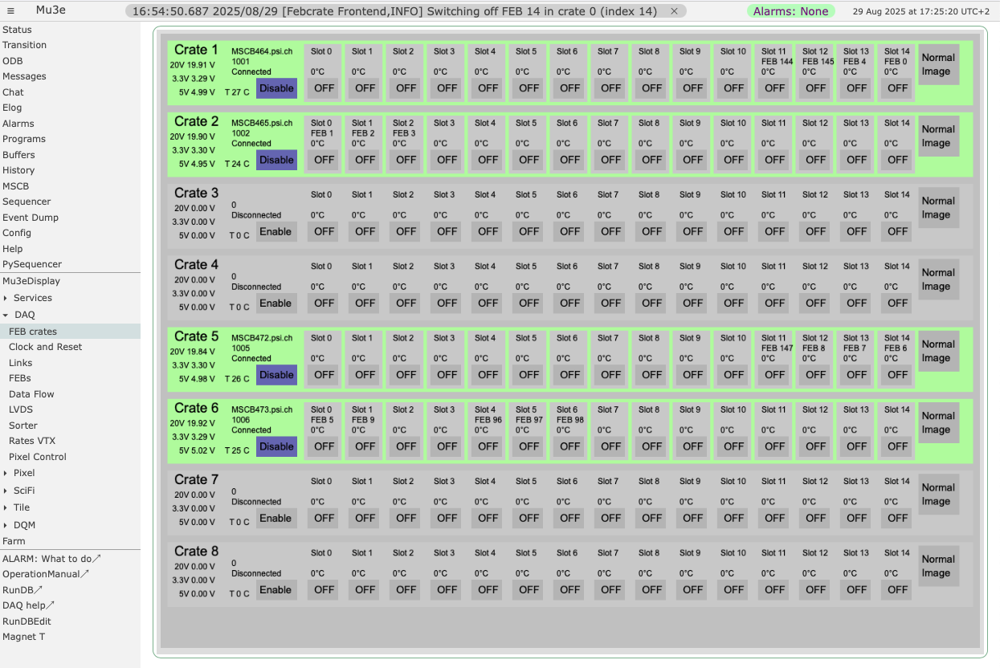 ≡ Mu3e 16:54:50.687 2025/08/29 [Febcrate Frontend,INFO] Switching off FEB 14 in crate 0 (index 14) × Alarms: None 29 Aug 2025 at 17:25:20 UTC+2
Status
Transition
ODB
Messages
Chat
Elog
Alarms
Programs
Buffers
History
MSCB
Sequencer
Event Dump
Config
Help
PySequencer
Mu3eDisplay
Services
DAQ
FEB crates
Clock and Reset
Links
FEBs
Data Flow
LVDS
Sorter
Rates VTX
Pixel Control
Pixel
SciFi
Tile
DQM
Farm
ALARM: What to do↗
OperationManual↗
RunDB↗
DAQ help↗
RunDBEdit
Magnet T
Crate 1 MSCB464.psi.ch Slot 0 Slot 1 Slot 2 Slot 3 Slot 4 Slot 5 Slot 6 Slot 7 Slot 8 Slot 9 Slot 10 Slot 11 Slot 12 Slot 13 Slot 14 Normal
20V 19.91 V 1001 FEB 144 FEB 145 FEB 4 FEB 0 Image
3.3V 3.29 V Connected 0°C 0°C 0°C 0°C 0°C 0°C 0°C 0°C 0°C 0°C 0°C 0°C 0°C 0°C 0°C
5V 4.99 V T 27 C Disable OFF OFF OFF OFF OFF OFF OFF OFF OFF OFF OFF OFF OFF OFF OFF
Crate 2 MSCB465.psi.ch Slot 0 Slot 1 Slot 2 Slot 3 Slot 4 Slot 5 Slot 6 Slot 7 Slot 8 Slot 9 Slot 10 Slot 11 Slot 12 Slot 13 Slot 14 Normal
20V 19.90 V 1002 FEB 1 FEB 2 FEB 3 Image
3.3V 3.30 V Connected 0°C 0°C 0°C 0°C 0°C 0°C 0°C 0°C 0°C 0°C 0°C 0°C 0°C 0°C 0°C
5V 4.95 V T 24 C Disable OFF OFF OFF OFF OFF OFF OFF OFF OFF OFF OFF OFF OFF OFF OFF
Crate 3 Slot 0 Slot 1 Slot 2 Slot 3 Slot 4 Slot 5 Slot 6 Slot 7 Slot 8 Slot 9 Slot 10 Slot 11 Slot 12 Slot 13 Slot 14 Normal
20V 0.00 V 0 Image
3.3V 0.00 V Disconnected 0°C 0°C 0°C 0°C 0°C 0°C 0°C 0°C 0°C 0°C 0°C 0°C 0°C 0°C 0°C
5V 0.00 V T 0 C Enable OFF OFF OFF OFF OFF OFF OFF OFF OFF OFF OFF OFF OFF OFF OFF
Crate 4 Slot 0 Slot 1 Slot 2 Slot 3 Slot 4 Slot 5 Slot 6 Slot 7 Slot 8 Slot 9 Slot 10 Slot 11 Slot 12 Slot 13 Slot 14 Normal
20V 0.00 V 0 Image
3.3V 0.00 V Disconnected 0°C 0°C 0°C 0°C 0°C 0°C 0°C 0°C 0°C 0°C 0°C 0°C 0°C 0°C 0°C
5V 0.00 V T 0 C Enable OFF OFF OFF OFF OFF OFF OFF OFF OFF OFF OFF OFF OFF OFF OFF
Crate 5 MSCB472.psi.ch Slot 0 Slot 1 Slot 2 Slot 3 Slot 4 Slot 5 Slot 6 Slot 7 Slot 8 Slot 9 Slot 10 Slot 11 Slot 12 Slot 13 Slot 14 Normal
20V 19.84 V 1005 FEB 147 FEB 8 FEB 7 FEB 6 Image
3.3V 3.30 V Connected 0°C 0°C 0°C 0°C 0°C 0°C 0°C 0°C 0°C 0°C 0°C 0°C 0°C 0°C 0°C
5V 4.98 V T 26 C Disable OFF OFF OFF OFF OFF OFF OFF OFF OFF OFF OFF OFF OFF OFF OFF
Crate 6 MSCB473.psi.ch Slot 0 Slot 1 Slot 2 Slot 3 Slot 4 Slot 5 Slot 6 Slot 7 Slot 8 Slot 9 Slot 10 Slot 11 Slot 12 Slot 13 Slot 14 Normal
20V 19.92 V 1006 FEB 5 FEB 9 FEB 96 FEB 97 FEB 98 Image
3.3V 3.29 V Connected 0°C 0°C 0°C 0°C 0°C 0°C 0°C 0°C 0°C 0°C 0°C 0°C 0°C 0°C 0°C
5V 5.02 V T 25 C Disable OFF OFF OFF OFF OFF OFF OFF OFF OFF OFF OFF OFF OFF OFF OFF
Crate 7 Slot 0 Slot 1 Slot 2 Slot 3 Slot 4 Slot 5 Slot 6 Slot 7 Slot 8 Slot 9 Slot 10 Slot 11 Slot 12 Slot 13 Slot 14 Normal
20V 0.00 V 0 Image
3.3V 0.00 V Disconnected 0°C 0°C 0°C 0°C 0°C 0°C 0°C 0°C 0°C 0°C 0°C 0°C 0°C 0°C 0°C
5V 0.00 V T 0 C Enable OFF OFF OFF OFF OFF OFF OFF OFF OFF OFF OFF OFF OFF OFF OFF
Crate 8 Slot 0 Slot 1 Slot 2 Slot 3 Slot 4 Slot 5 Slot 6 Slot 7 Slot 8 Slot 9 Slot 10 Slot 11 Slot 12 Slot 13 Slot 14 Normal
20V 0.00 V 0 Image
3.3V 0.00 V Disconnected 0°C 0°C 0°C 0°C 0°C 0°C 0°C 0°C 0°C 0°C 0°C 0°C 0°C 0°C 0°C
5V 0.00 V T 0 C Enable OFF OFF OFF OFF OFF OFF OFF OFF OFF OFF OFF OFF OFF OFF OFF